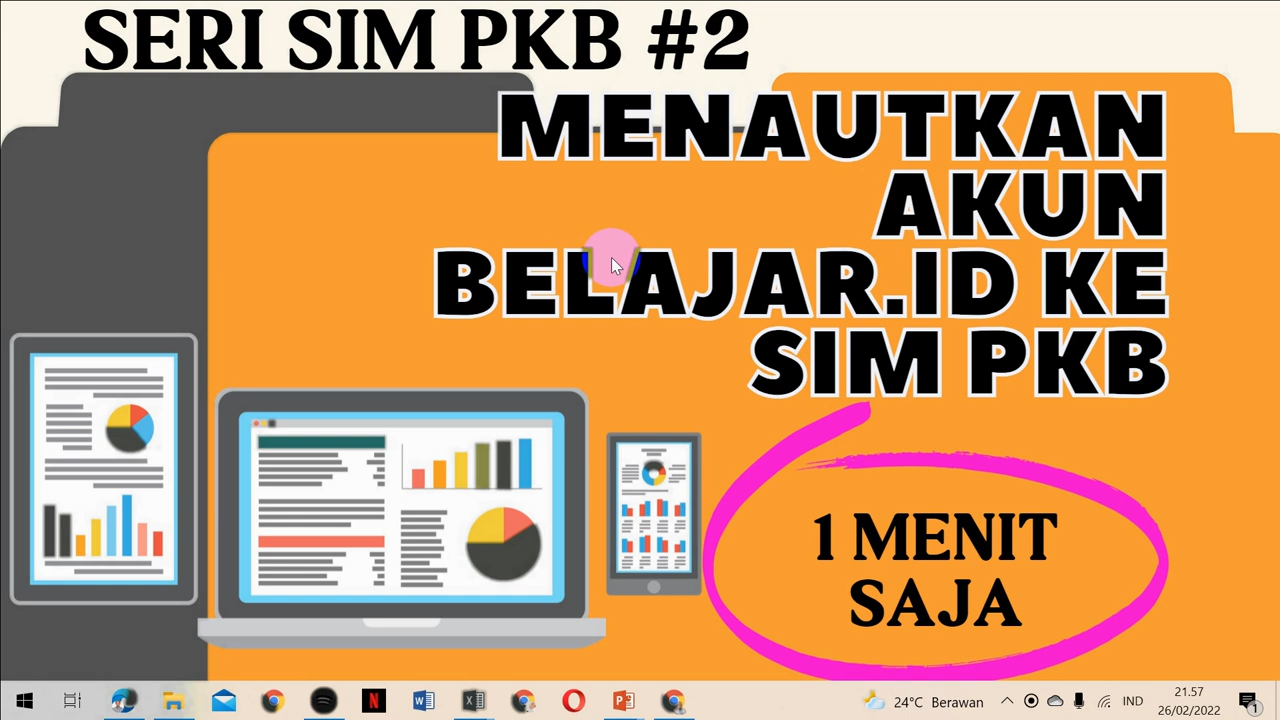 SERI SIM PKB #2
MENAUTKAN
AKUN
BELAJAR.ID KE
SIM PKB
1 MENIT
SAJA
24°C Berawan
IND
21.57
26/02/2022
1